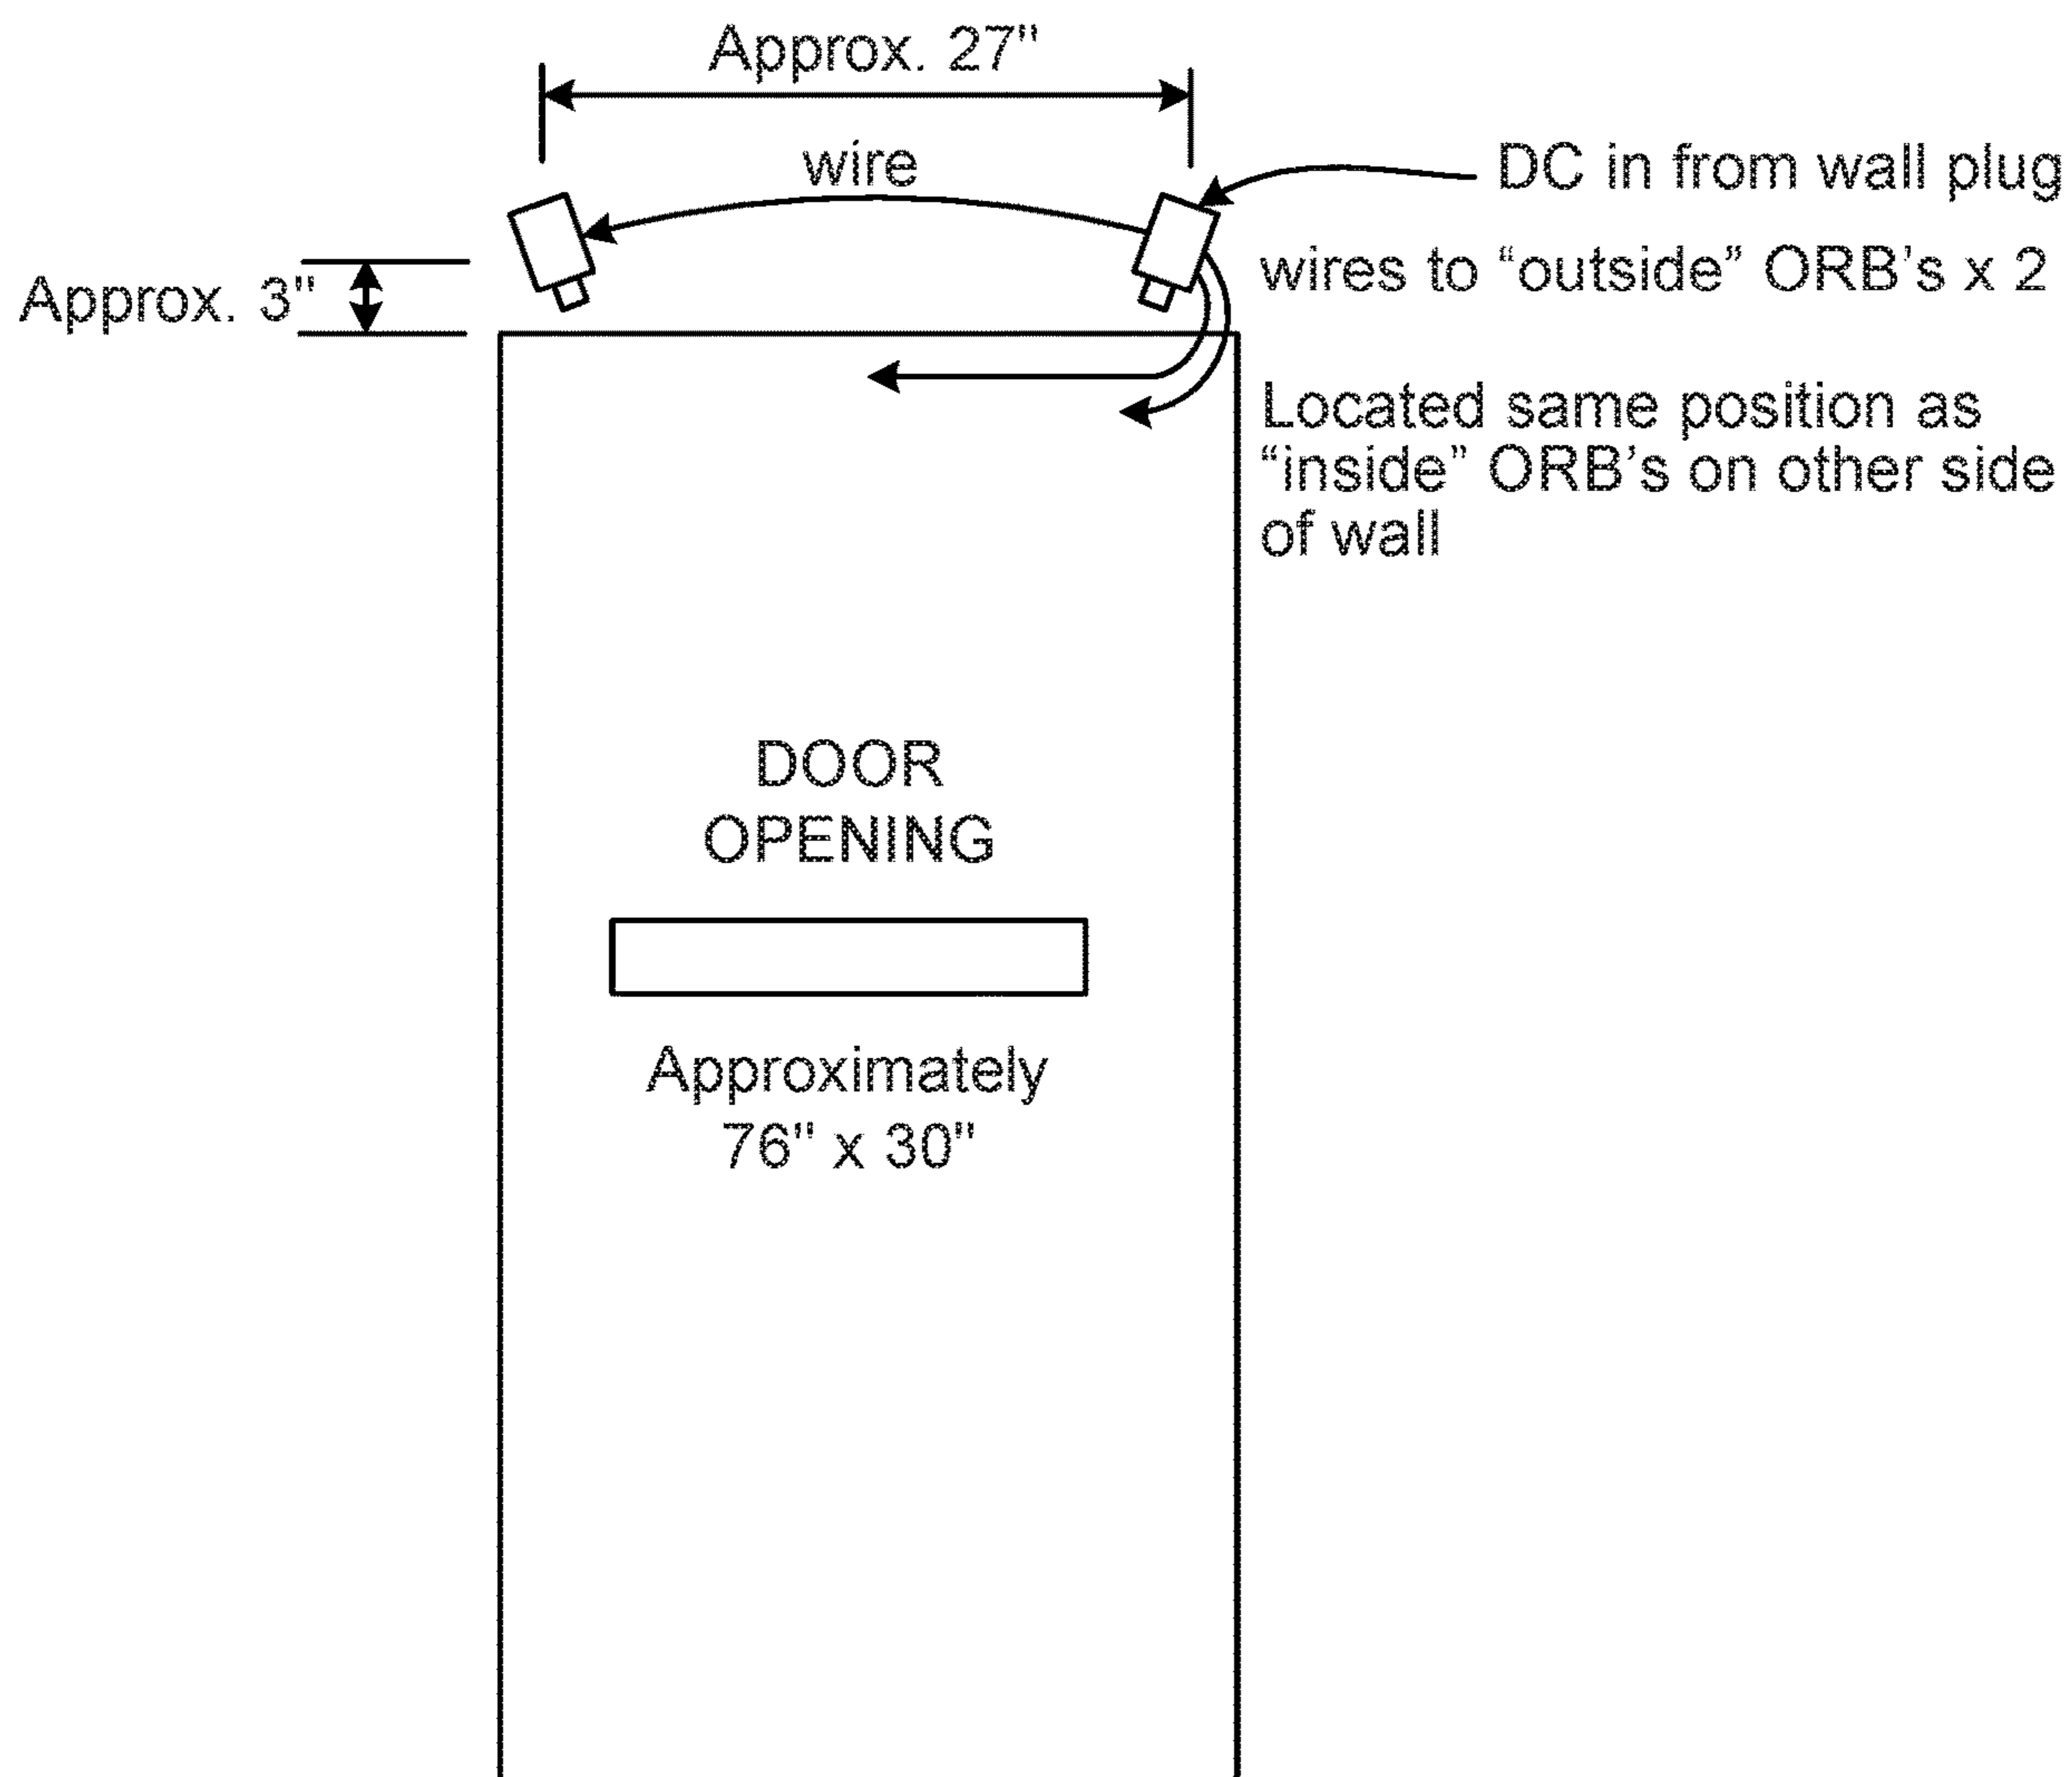 Approx. 27"
wire
DC in from wall plug
wires to “outside” ORB’s x 2
Approx. 3"
Located same position as
“inside” ORB’s on other side
of wall
DOOR
OPENING
Approximately
76" x 30"